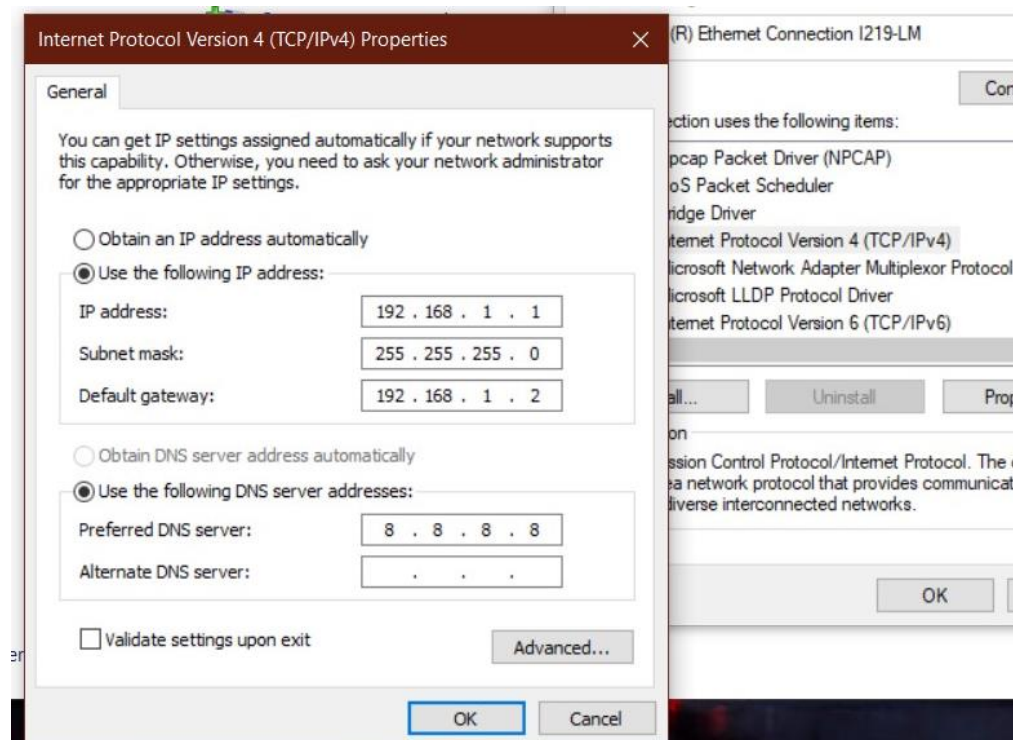 Internet Protocol Version 4 (TCP/IPv4) Properties
General
You can get IP settings assigned automatically if your network supports
this capability. Otherwise, you need to ask your network administrator
for the appropriate IP settings.
Obtain an IP address automatically
Use the following IP address:
IP address: 192 . 168 . 1 . 1
Subnet mask: 255 . 255 . 255 . 0
Default gateway: 192 . 168 . 1 . 2
Obtain DNS server address automatically
Use the following DNS server addresses:
Preferred DNS server: 8 . 8 . 8 . 8
Alternate DNS server: . . .
Validate settings upon exit
Advanced...
OK Cancel
(R) Ethernet Connection I219-LM
Con
ection uses the following items:
pcap Packet Driver (NPCAP)
oS Packet Scheduler
ridge Driver
ternet Protocol Version 4 (TCP/IPv4)
icrosoft Network Adapter Multiplexor Protocol
icrosoft LLDP Protocol Driver
ternet Protocol Version 6 (TCP/IPv6)
all... Uninstall Prop
on
ssion Control Protocol/Internet Protocol. The
a network protocol that provides communicat
diverse interconnected networks.
OK